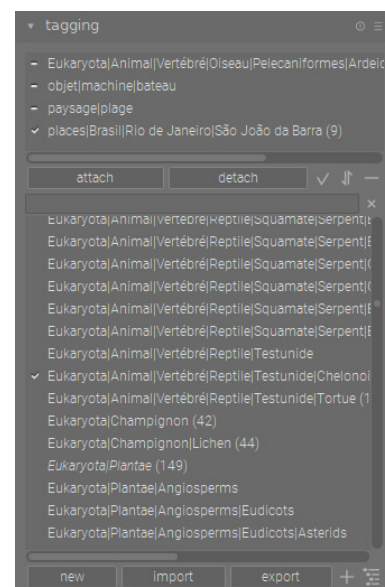 tagging
Eukaryota|Animal|Vertébré|Oiseau|Pelecaniformes|Ardeic
objet|machine|bateau
paysage|plage
places|Brasil|Rio de Janeiro|São João da Barra (9)
attach detach
Eukaryota|Animal|Vertébré|Reptile|Squamate|Serpent|
Eukaryota|Animal|Vertébré|Reptile|Squamate|Serpent|
Eukaryota|Animal|Vertébré|Reptile|Squamate|Serpent|
Eukaryota|Animal|Vertébré|Reptile|Squamate|Serpent|
Eukaryota|Animal|Vertébré|Reptile|Squamate|Serpent|
Eukaryota|Animal|Vertébré|Reptile|Squamate|Serpent|
Eukaryota|Animal|Vertébré|Reptile|Testunide
Eukaryota|Animal|Vertébré|Reptile|Testunide|Chelonoi
Eukaryota|Animal|Vertébré|Reptile|Testunide|Tortue (1
Eukaryota|Champignon (42)
Eukaryota|Champignon|Lichen (44)
Eukaryota|Plantae (149)
Eukaryota|Plantae|Angiosperms
Eukaryota|Plantae|Angiosperms|Eudicots
Eukaryota|Plantae|Angiosperms|Eudicots|Asterids
new import export